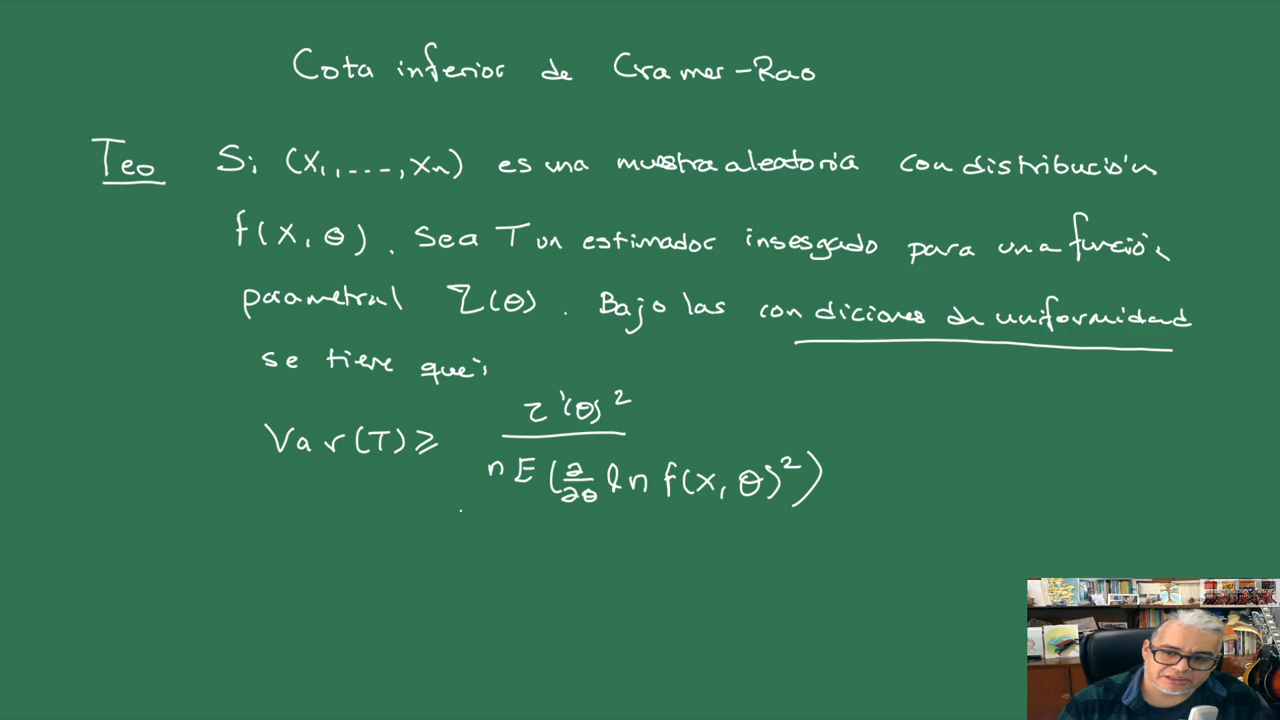 Cota inferior de Cramer-Rao
Teo Si (X₁,...,Xn) es una muestra aleatoria con distribución
f(x, θ). Sea T un estimador insesgado para una función
parametral τ(θ). Bajo las condiciones de uniformidad
se tiene que:
Var(T) ≥ τ'(θ)² / n E(∂/∂θ ln f(x, θ)²)